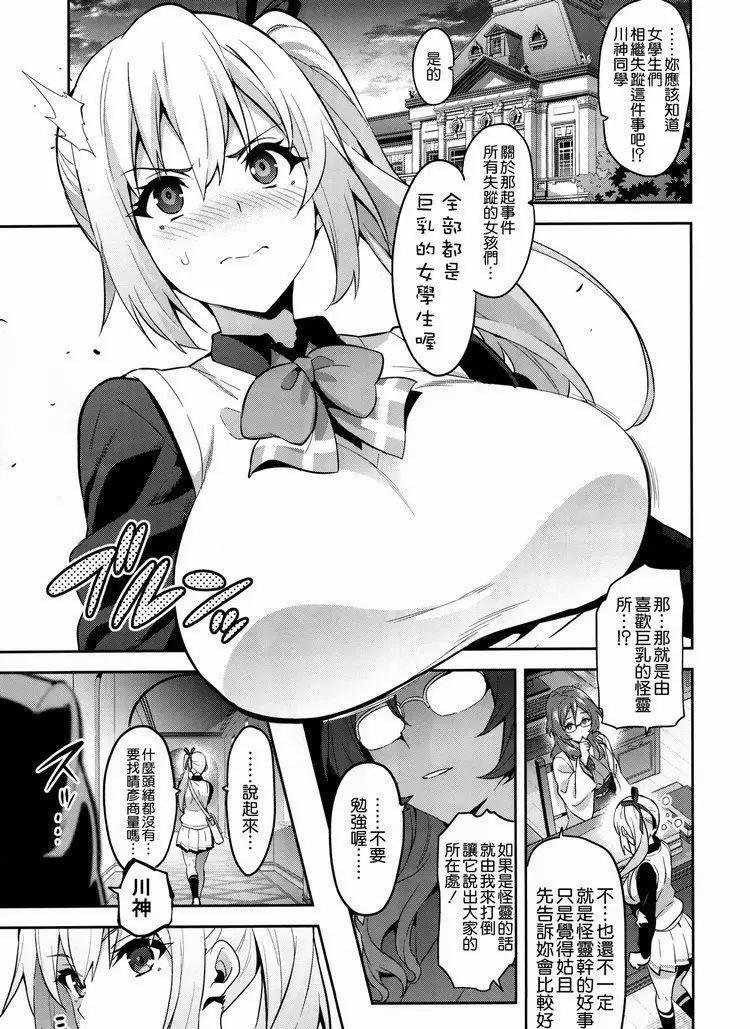 ……妳應該知道
女學生們
相繼失蹤這件事吧!?
川神同學
是的
關於那起事件
所有失蹤的女孩們…
全部都是
巨乳的女學生喔
ブルルン
那…那就是由
喜歡巨乳的怪靈
所…!?
不…也還不一定
就是怪靈幹的好事
只是覺得姑且
先告訴妳會比較好
如果是怪靈的話
就由我來打倒
讓它說出大家的
所在處！
……不要
勉強喔……
……說起來…
什麼頭緒都沒有…
要找晴彥商量嗎…
ズズッ
川神